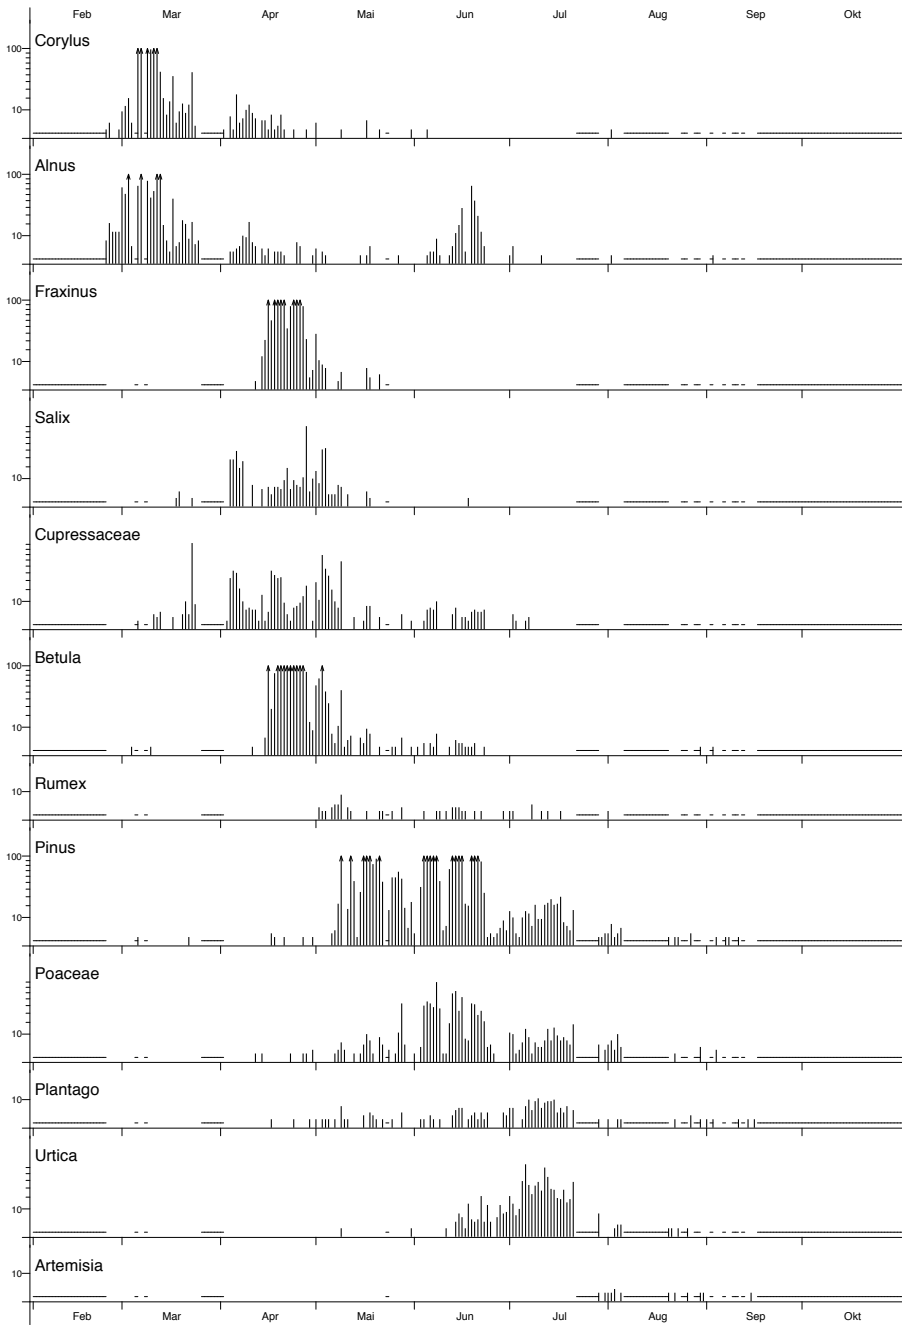 Feb Mar Apr Mai Jun Jul Aug Sep Okt
Corylus
100
10
Alnus
100
10
Fraxinus
100
10
Salix
10
Cupressaceae
10
Betula
100
10
Rumex
10
Pinus
100
10
Poaceae
10
Plantago
10
Urtica
10
Artemisia
10
Feb Mar Apr Mai Jun Jul Aug Sep Okt